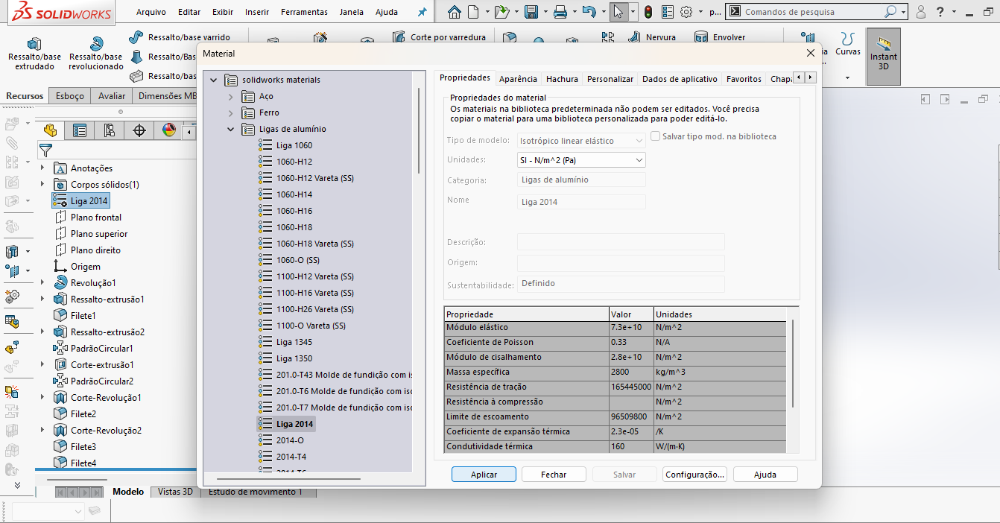 SOLIDWORKS
Arquivo Editar Exibir Inserir Ferramentas Janela Ajuda
p...
Comandos de pesquisa
Ressalto/base extrudado
Ressalto/base revolucionado
Ressalto/base varrido
Ressalto/Bas
Ressalto/bas
Corte por varredura
Nervura
Envolver
ia
Curvas
Instant 3D
Recursos Esboço Avaliar Dimensões MB
Anotações
Corpos sólidos(1)
Liga 2014
Plano frontal
Plano superior
Plano direito
Origem
Revolução1
Ressalto-extrusão1
Filete1
Ressalto-extrusão2
PadrãoCircular1
Corte-extrusão1
PadrãoCircular2
Corte-Revolução1
Filete2
Corte-Revolução2
Filete3
Filete4
Modelo Vistas 3D Estudo de movimento 1
Material
solidworks materials
Aço
Ferro
Ligas de alumínio
Liga 1060
1060-H12
1060-H12 Vareta (SS)
1060-H14
1060-H16
1060-H18
1060-H18 Vareta (SS)
1060-O (SS)
1100-H12 Vareta (SS)
1100-H16 Vareta (SS)
1100-H26 Vareta (SS)
1100-O Vareta (SS)
Liga 1345
Liga 1350
201.0-T43 Molde de fundição com is
201.0-T6 Molde de fundição com iso
201.0-T7 Molde de fundição com iso
Liga 2014
2014-O
2014-T4
2014-T6
Propriedades Aparência Hachura Personalizar Dados de aplicativo Favoritos Chapa
Propriedades do material
Os materiais na biblioteca predeterminada não podem ser editados. Você precisa
copiar o material para uma biblioteca personalizada para poder editá-lo.
Tipo de modelo: Isotrópico linear elástico Salvar tipo mod. na biblioteca
Unidades: SI - N/m^2 (Pa)
Categoria: Ligas de alumínio
Nome Liga 2014
Descrição:
Origem:
Sustentabilidade: Definido
Propriedade Valor Unidades
Módulo elástico 7.3e+10 N/m^2
Coeficiente de Poisson 0.33 N/A
Módulo de cisalhamento 2.8e+10 N/m^2
Massa específica 2800 kg/m^3
Resistência de tração 165445000 N/m^2
Resistência à compressão N/m^2
Limite de escoamento 96509800 N/m^2
Coeficiente de expansão térmica 2.3e-05 /K
Condutividade térmica 160 W/(m·K)
Aplicar Fechar Salvar Configuração... Ajuda